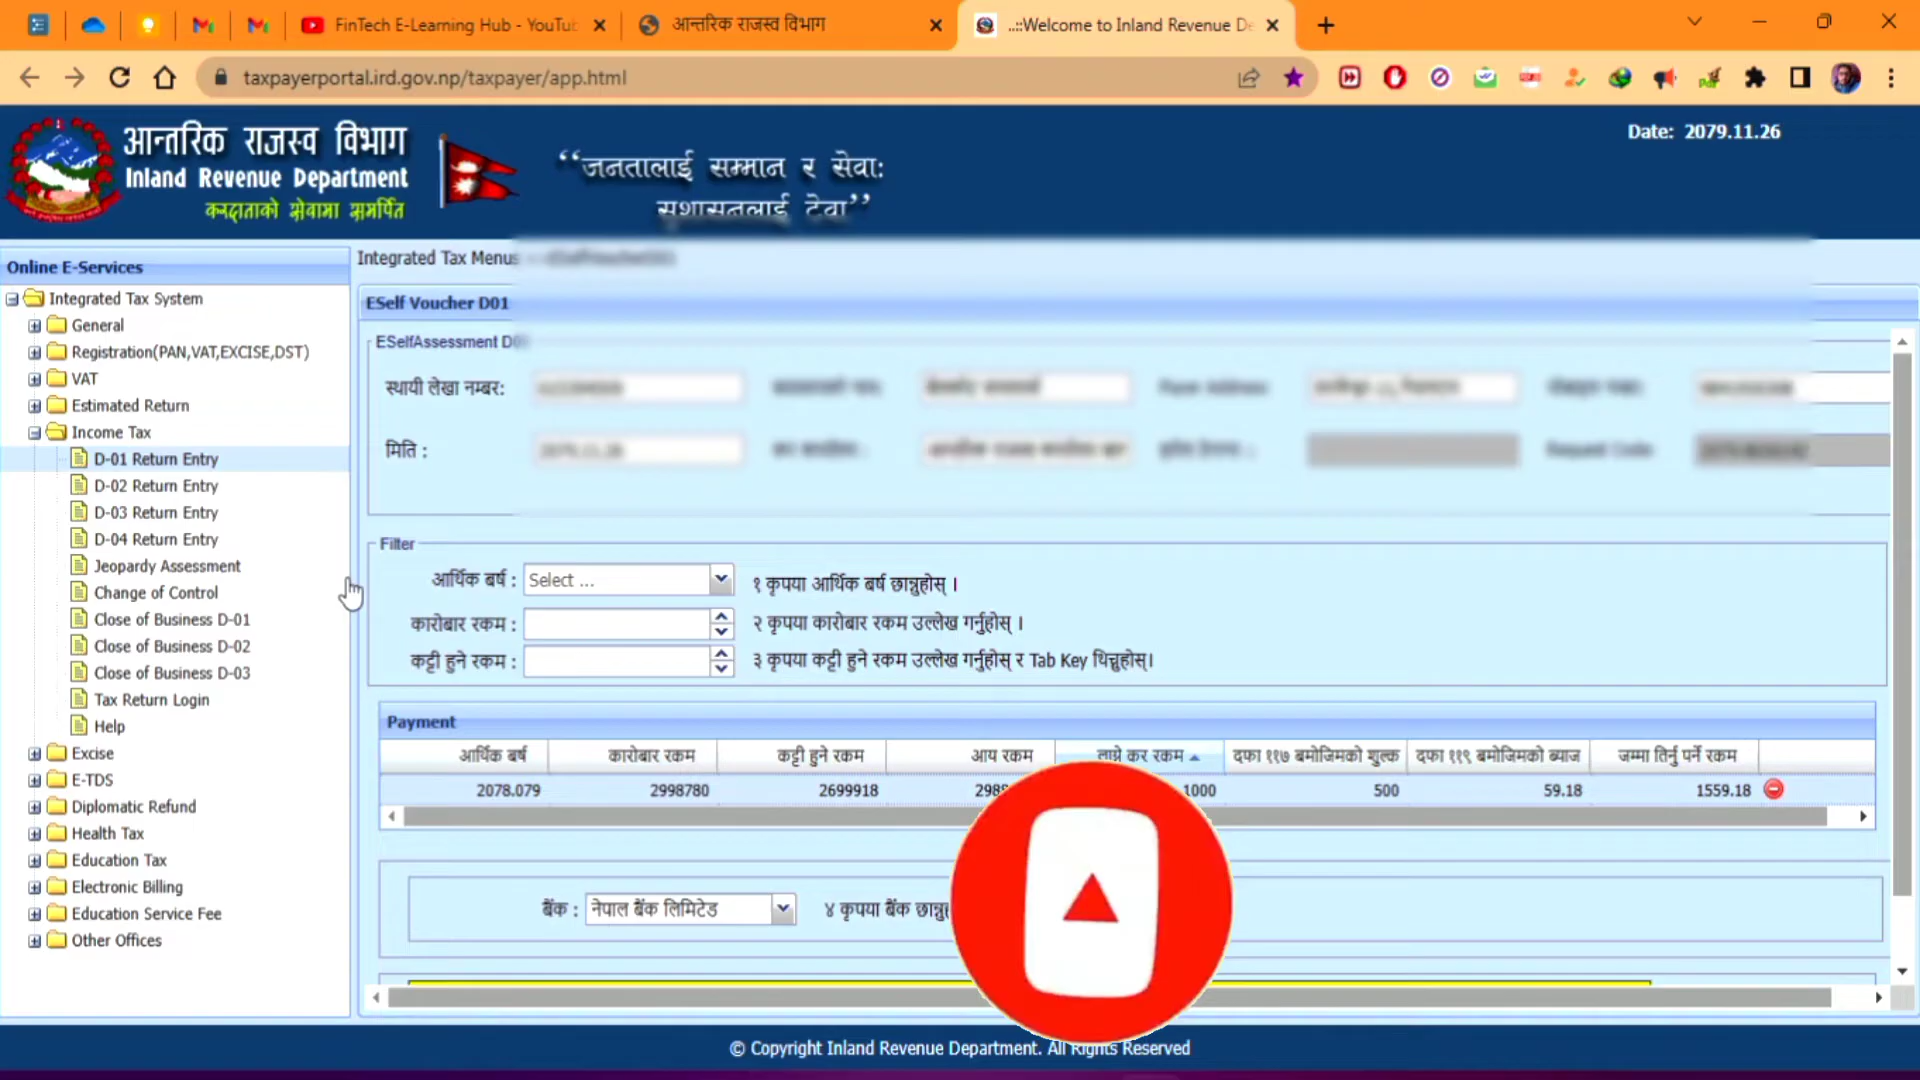 FinTech E-Learning Hub - YouTu
आन्तरिक राजस्व विभाग
..::Welcome to Inland Revenue De
taxpayerportal.ird.gov.np/taxpayer/app.html
आन्तरिक राजस्व विभाग
Inland Revenue Department
करदाताको सेवामा समर्पित
“जनतालाई सम्मान र सेवा:
सुशासनलाई टेवा”
Date: 2079.11.26
Online E-Services
Integrated Tax System
General
Registration(PAN,VAT,EXCISE,DST)
VAT
Estimated Return
Income Tax
D-01 Return Entry
D-02 Return Entry
D-03 Return Entry
D-04 Return Entry
Jeopardy Assessment
Change of Control
Close of Business D-01
Close of Business D-02
Close of Business D-03
Tax Return Login
Help
Excise
E-TDS
Diplomatic Refund
Health Tax
Education Tax
Electronic Billing
Education Service Fee
Other Offices
Integrated Tax Menus
ESelf Voucher D01
ESelfAssessment
स्थायी लेखा नम्बर:
मिति :
Filter
आर्थिक बर्ष : Select ... १ कृपया आर्थिक बर्ष छान्नुहोस् ।
कारोबार रकम : २ कृपया कारोबार रकम उल्लेख गर्नुहोस् ।
कट्टी हुने रकम : ३ कृपया कट्टी हुने रकम उल्लेख गर्नुहोस् र Tab Key थिच्नुहोस्।
Payment
आर्थिक बर्ष कारोबार रकम कट्टी हुने रकम आय रकम लाग्ने कर रकम दफा ११७ बमोजिमको शुल्क दफा ११९ बमोजिमको ब्याज जम्मा तिर्नु पर्ने रकम
2078.079 2998780 2699918 298 1000 500 59.18 1559.18
बैंक : नेपाल बैंक लिमिटेड ४ कृपया बैंक
© Copyright Inland Revenue Department. All Rights Reserved